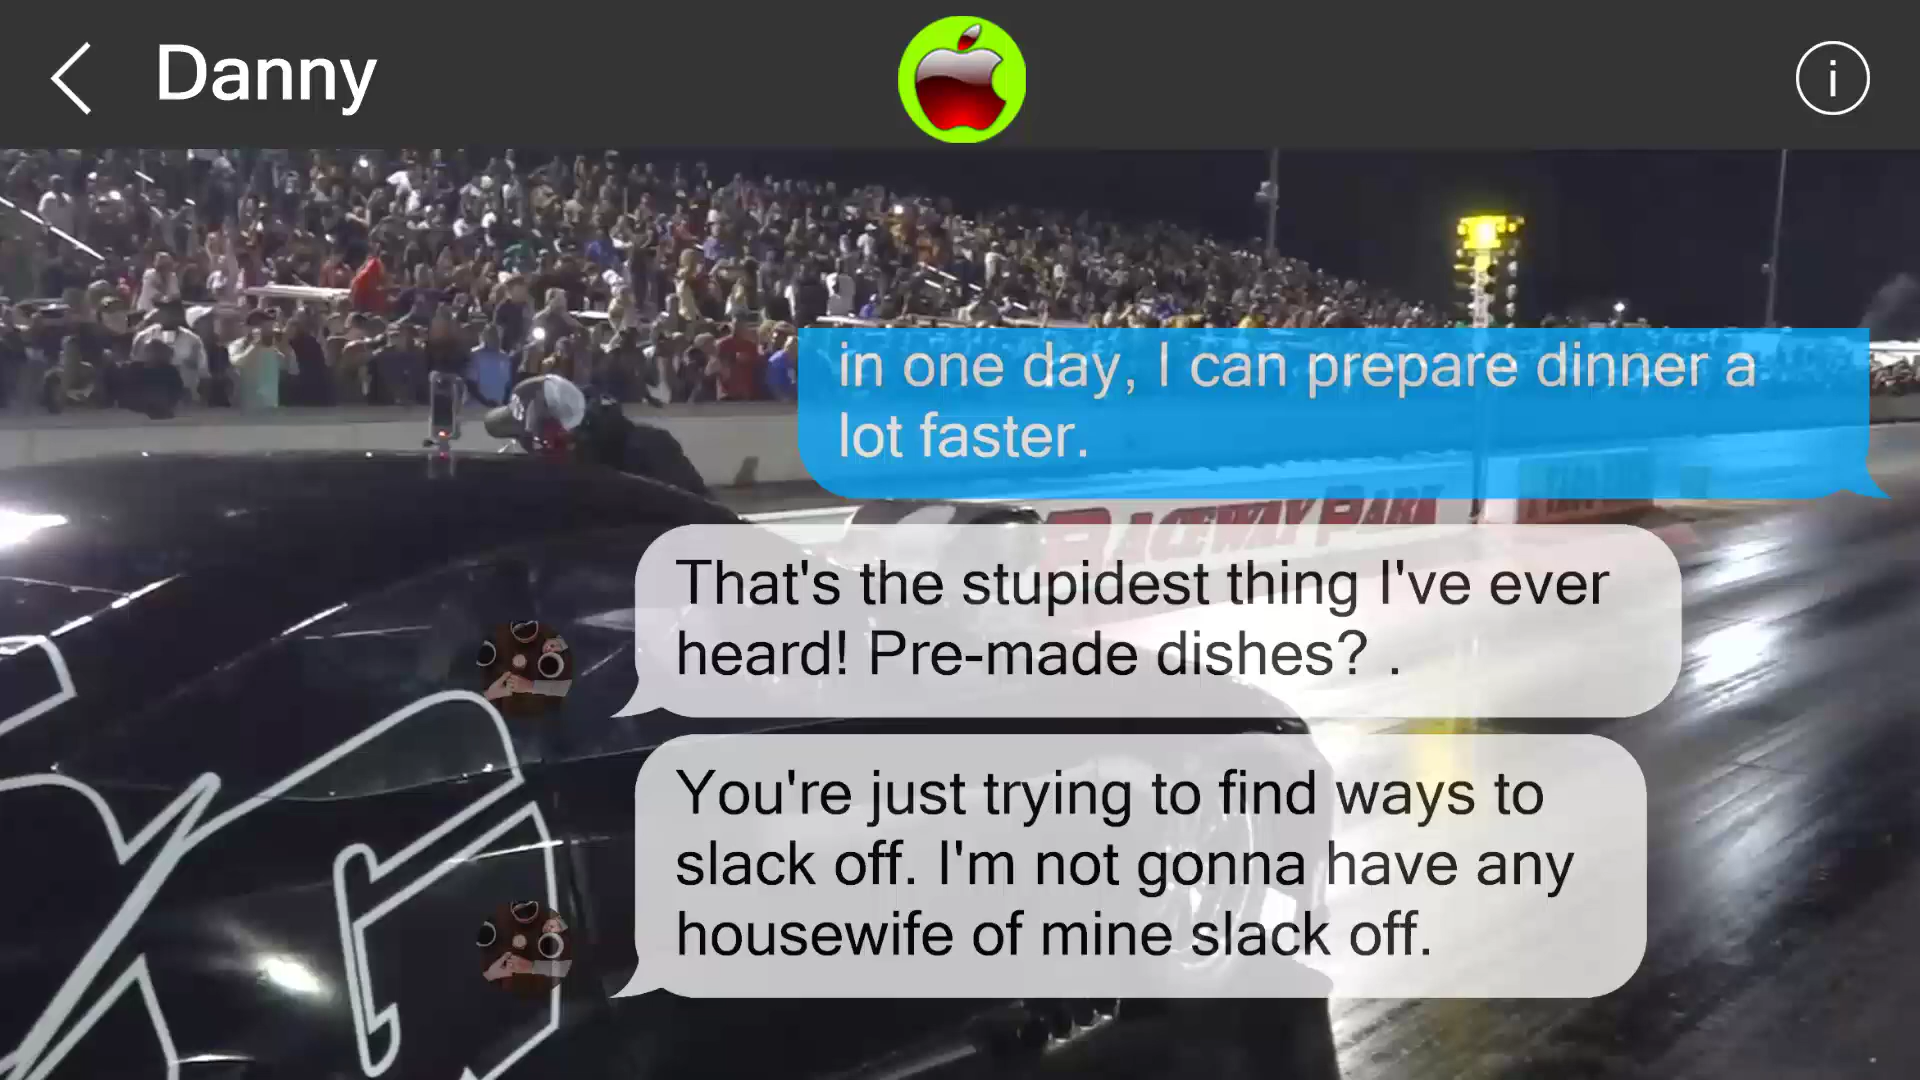 Danny
in one day, I can prepare dinner a
lot faster.
RACEWAY PARK
That's the stupidest thing I've ever
heard! Pre-made dishes? .
You're just trying to find ways to
slack off. I'm not gonna have any
housewife of mine slack off.